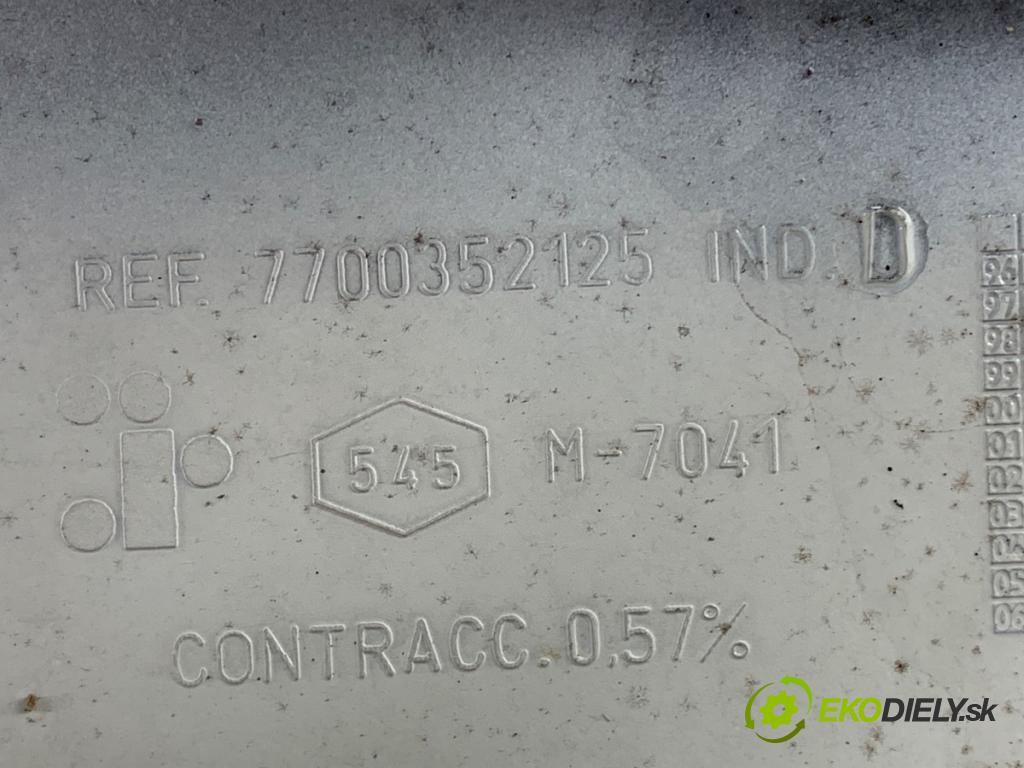 REF. 7700352125 IND. D
545 M-7041
CONTRACC. 0,57%
96
97
98
99
00
01
02
03
04
05
06
EKODIELY.sk